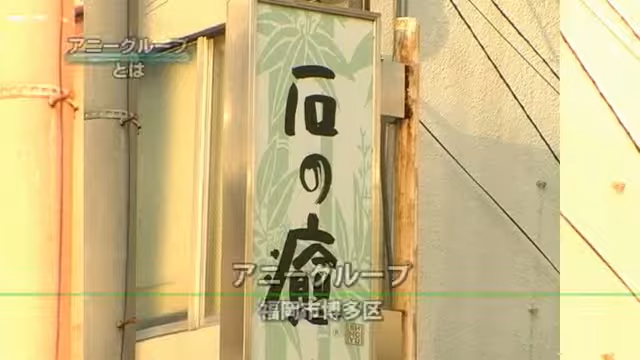 アニーグループ
とは
石の癒
アニーグループ
福岡市博多区